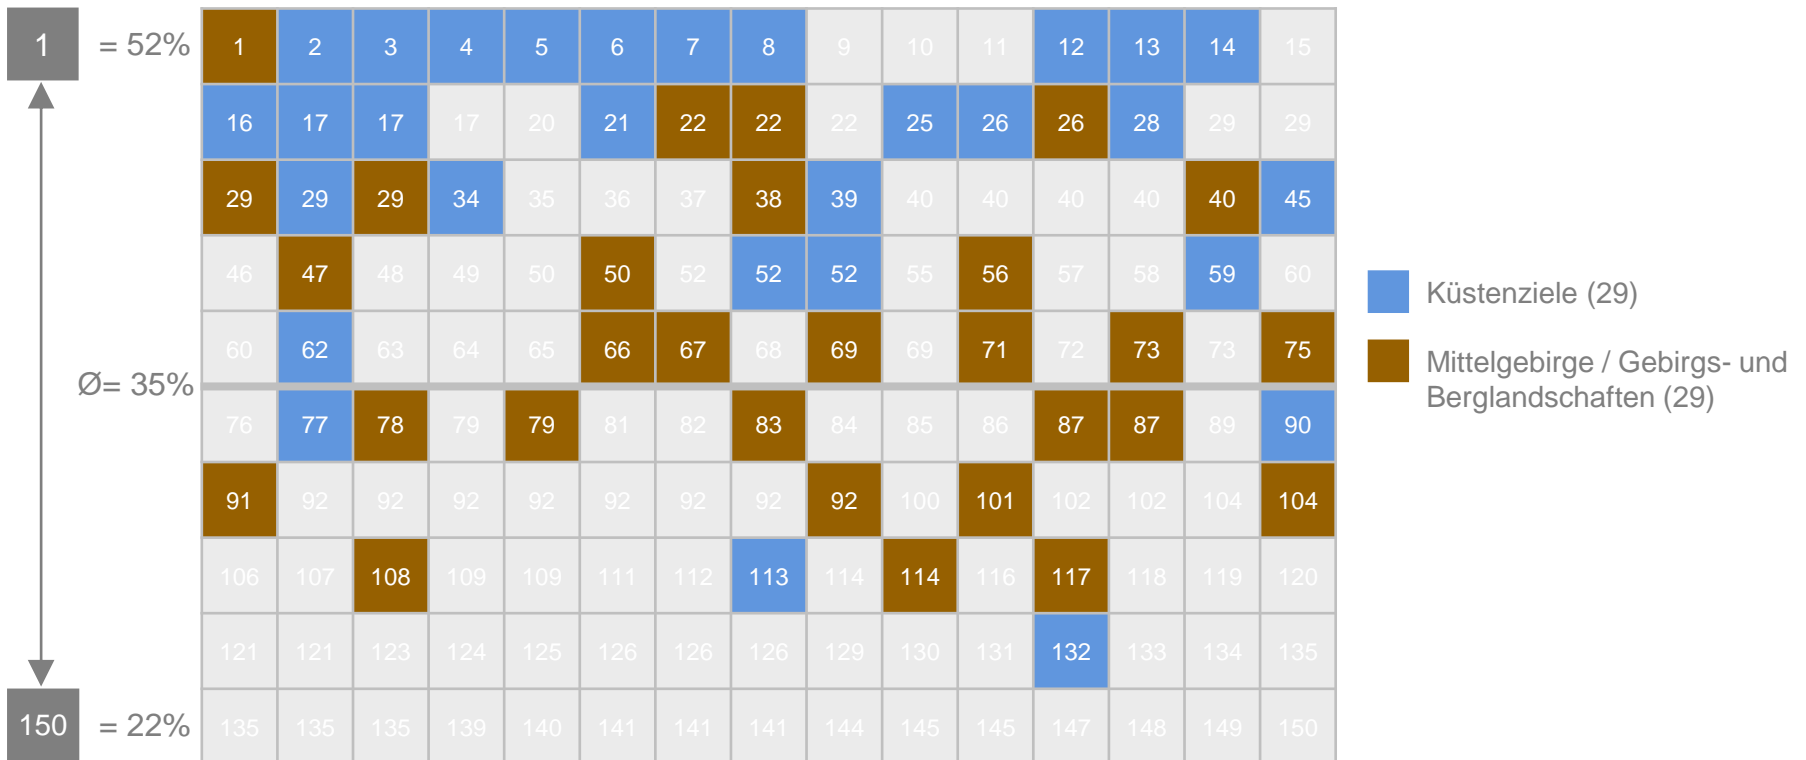 1 = 52% 1 2 3 4 5 6 7 8 9 10 11 12 13 14 15
16 17 17 17 20 21 22 22 22 25 26 26 28 29 29
29 29 29 34 35 36 37 38 39 40 40 40 40 40 45
46 47 48 49 50 50 52 52 52 55 56 57 58 59 60
60 62 63 64 65 66 67 68 69 69 71 72 73 73 75
Ø= 35%
76 77 78 79 79 81 82 83 84 85 86 87 87 89 90
91 92 92 92 92 92 92 92 92 100 101 102 102 104 104
106 107 108 109 109 111 112 113 114 114 116 117 118 119 120
121 121 123 124 125 126 126 126 129 130 131 132 133 134 135
150 = 22% 135 135 135 139 140 141 141 141 144 145 145 147 148 149 150
Küstenziele (29)
Mittelgebirge / Gebirgs- und
Berglandschaften (29)